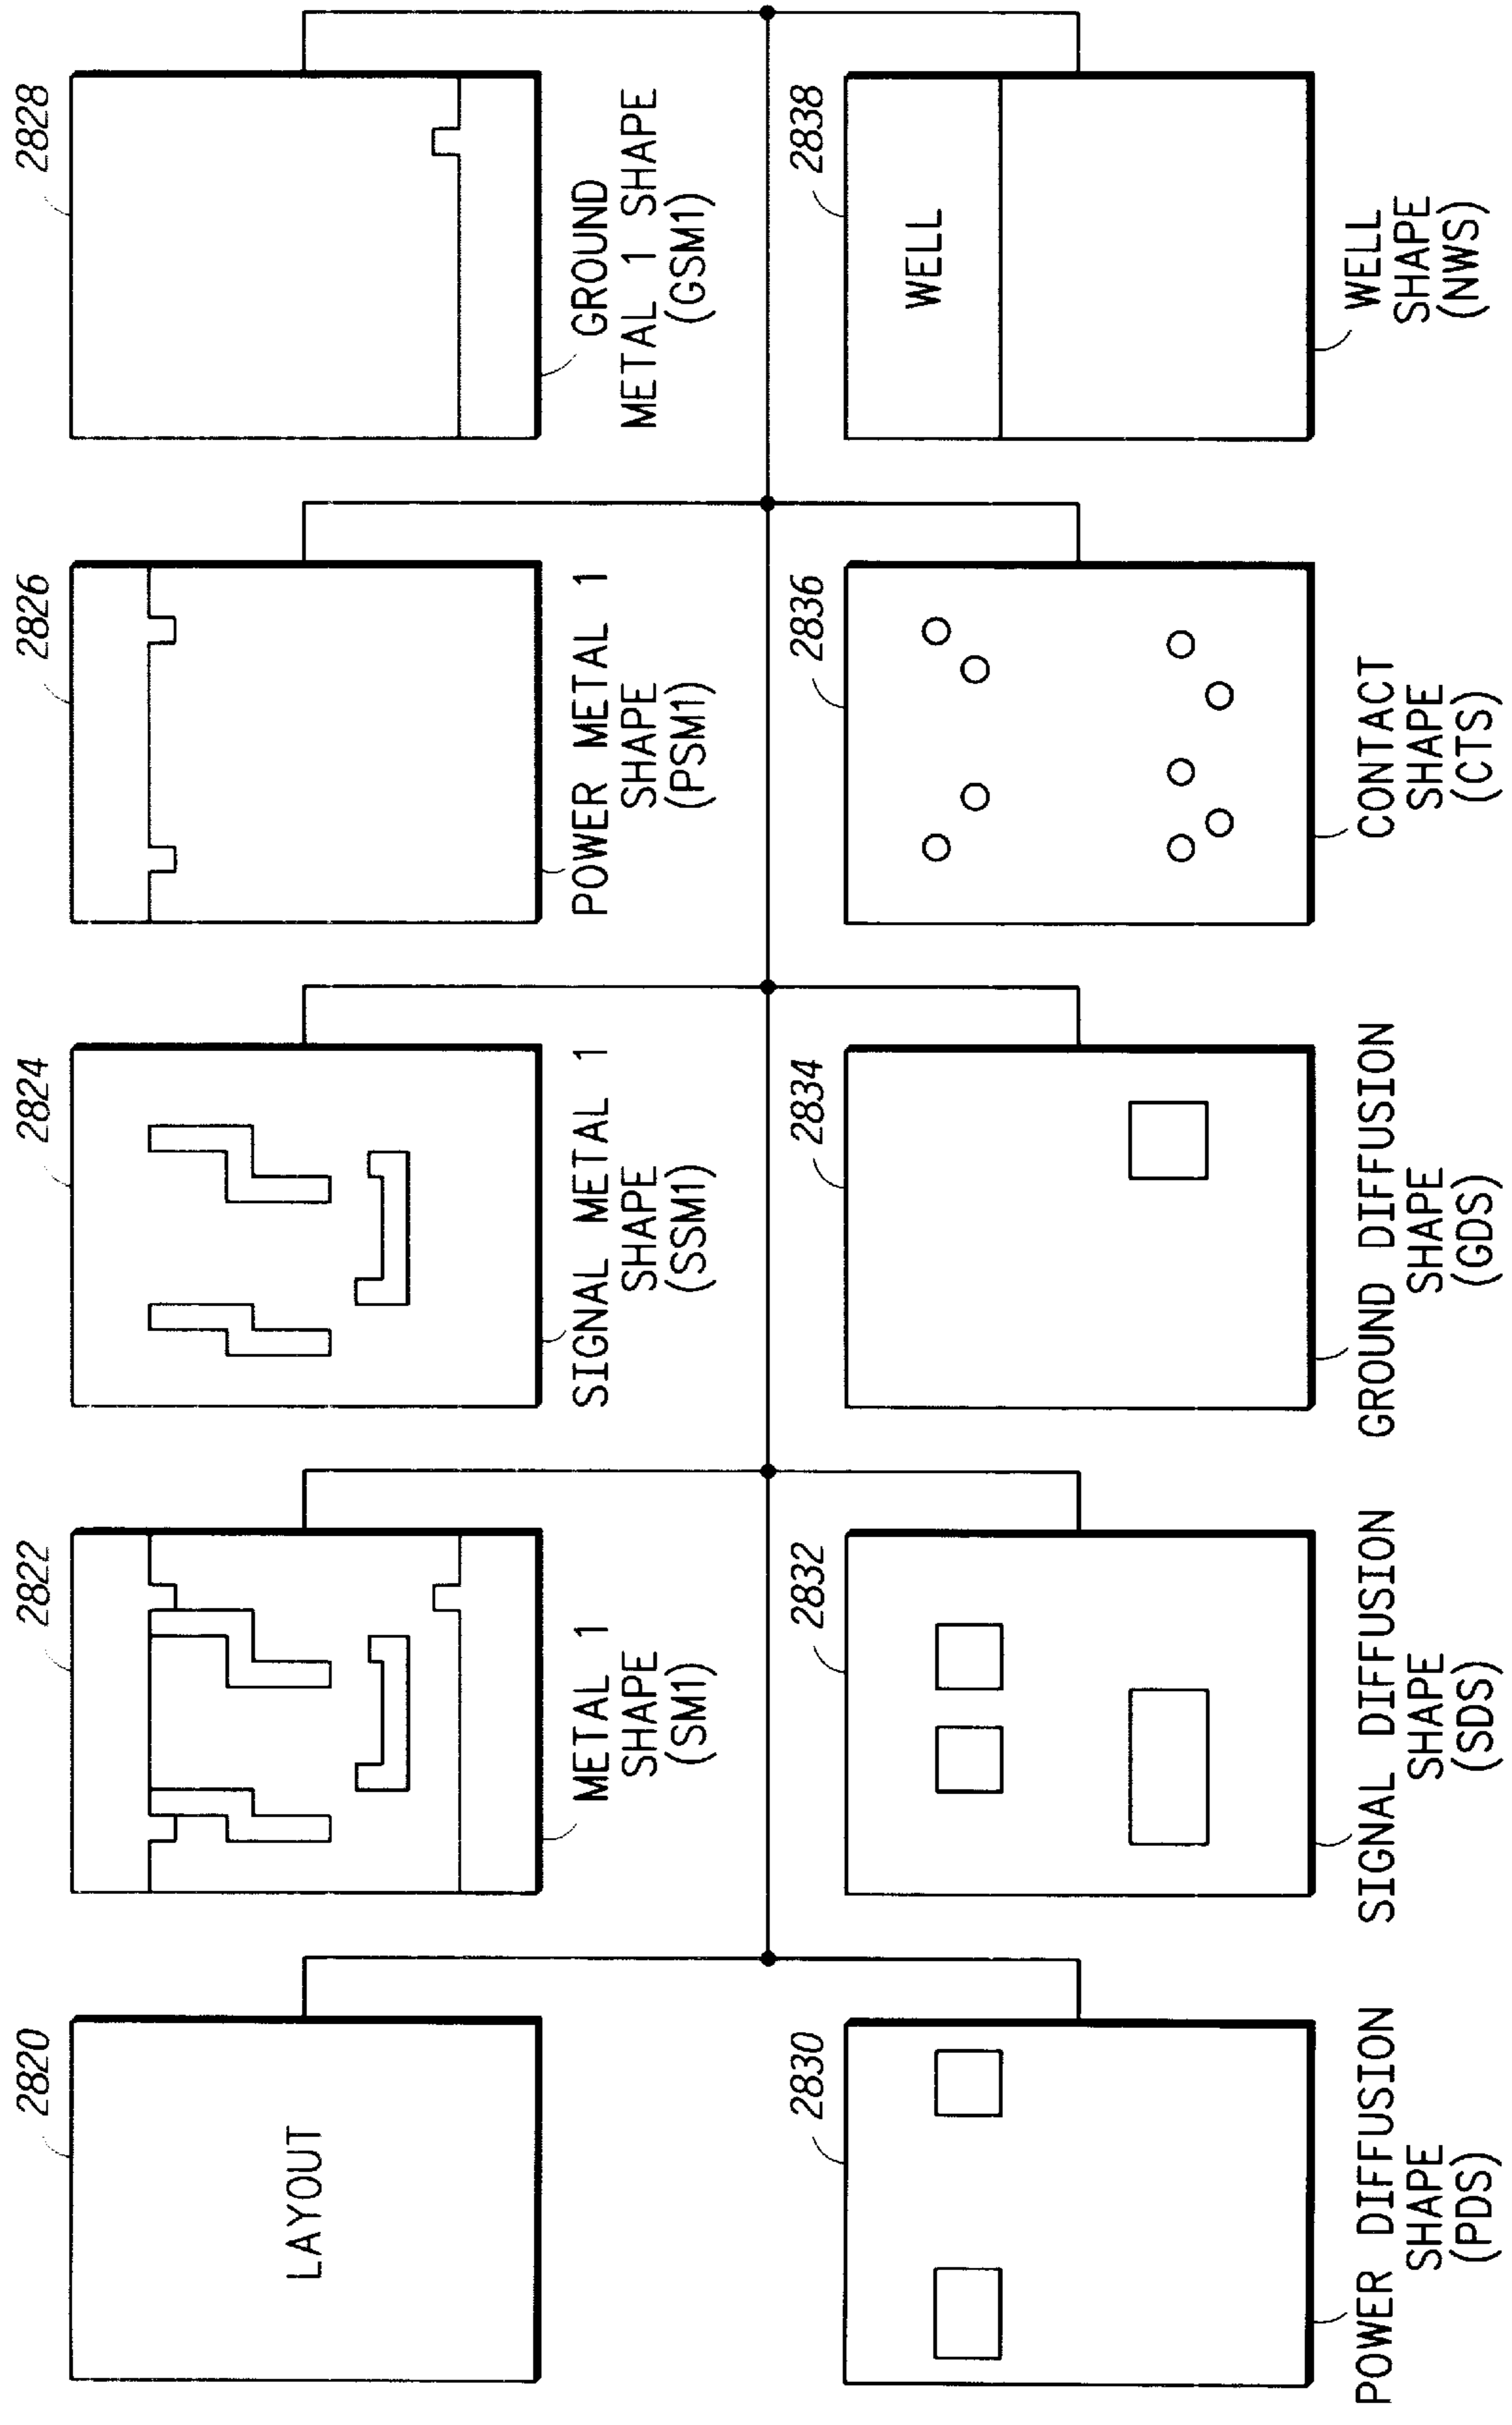 2820
LAYOUT
2822
METAL 1
SHAPE
(SM1)
2824
SIGNAL METAL 1
SHAPE
(SSM1)
2826
POWER METAL 1
SHAPE
(PSM1)
2828
GROUND
METAL 1 SHAPE
(GSM1)
2830
POWER DIFFUSION
SHAPE
(PDS)
2832
SIGNAL DIFFUSION
SHAPE
(SDS)
2834
GROUND DIFFUSION
SHAPE
(GDS)
2836
CONTACT
SHAPE
(CTS)
2838
WELL
WELL
SHAPE
(NWS)